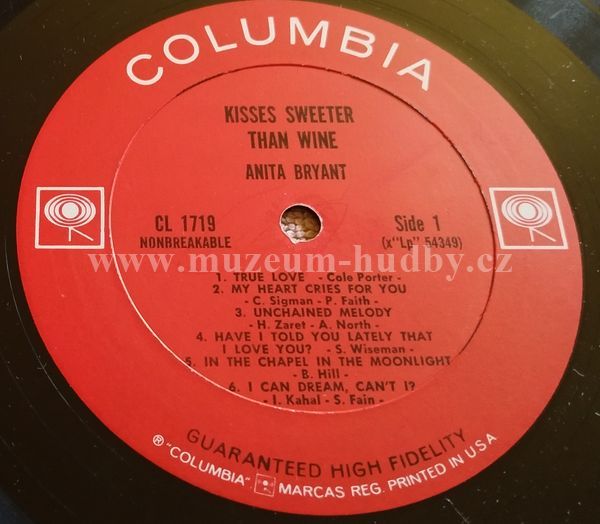 COLUMBIA
KISSES SWEETER
THAN WINE
ANITA BRYANT
CL 1719
NONBREAKABLE
Side 1
(x"Lp" 54349)
www.muzeum-hudby.cz
1. TRUE LOVE - Cole Porter -
2. MY HEART CRIES FOR YOU
- C. Sigman - P. Faith -
3. UNCHAINED MELODY
- H. Zaret - A. North -
4. HAVE I TOLD YOU LATELY THAT
I LOVE YOU? - S. Wiseman -
5. IN THE CHAPEL IN THE MOONLIGHT
- B. Hill -
6. I CAN DREAM, CAN'T I?
- I. Kahal - S. Fain -
GUARANTEED HIGH FIDELITY
® "COLUMBIA". MARCAS REG. PRINTED IN U.S.A.